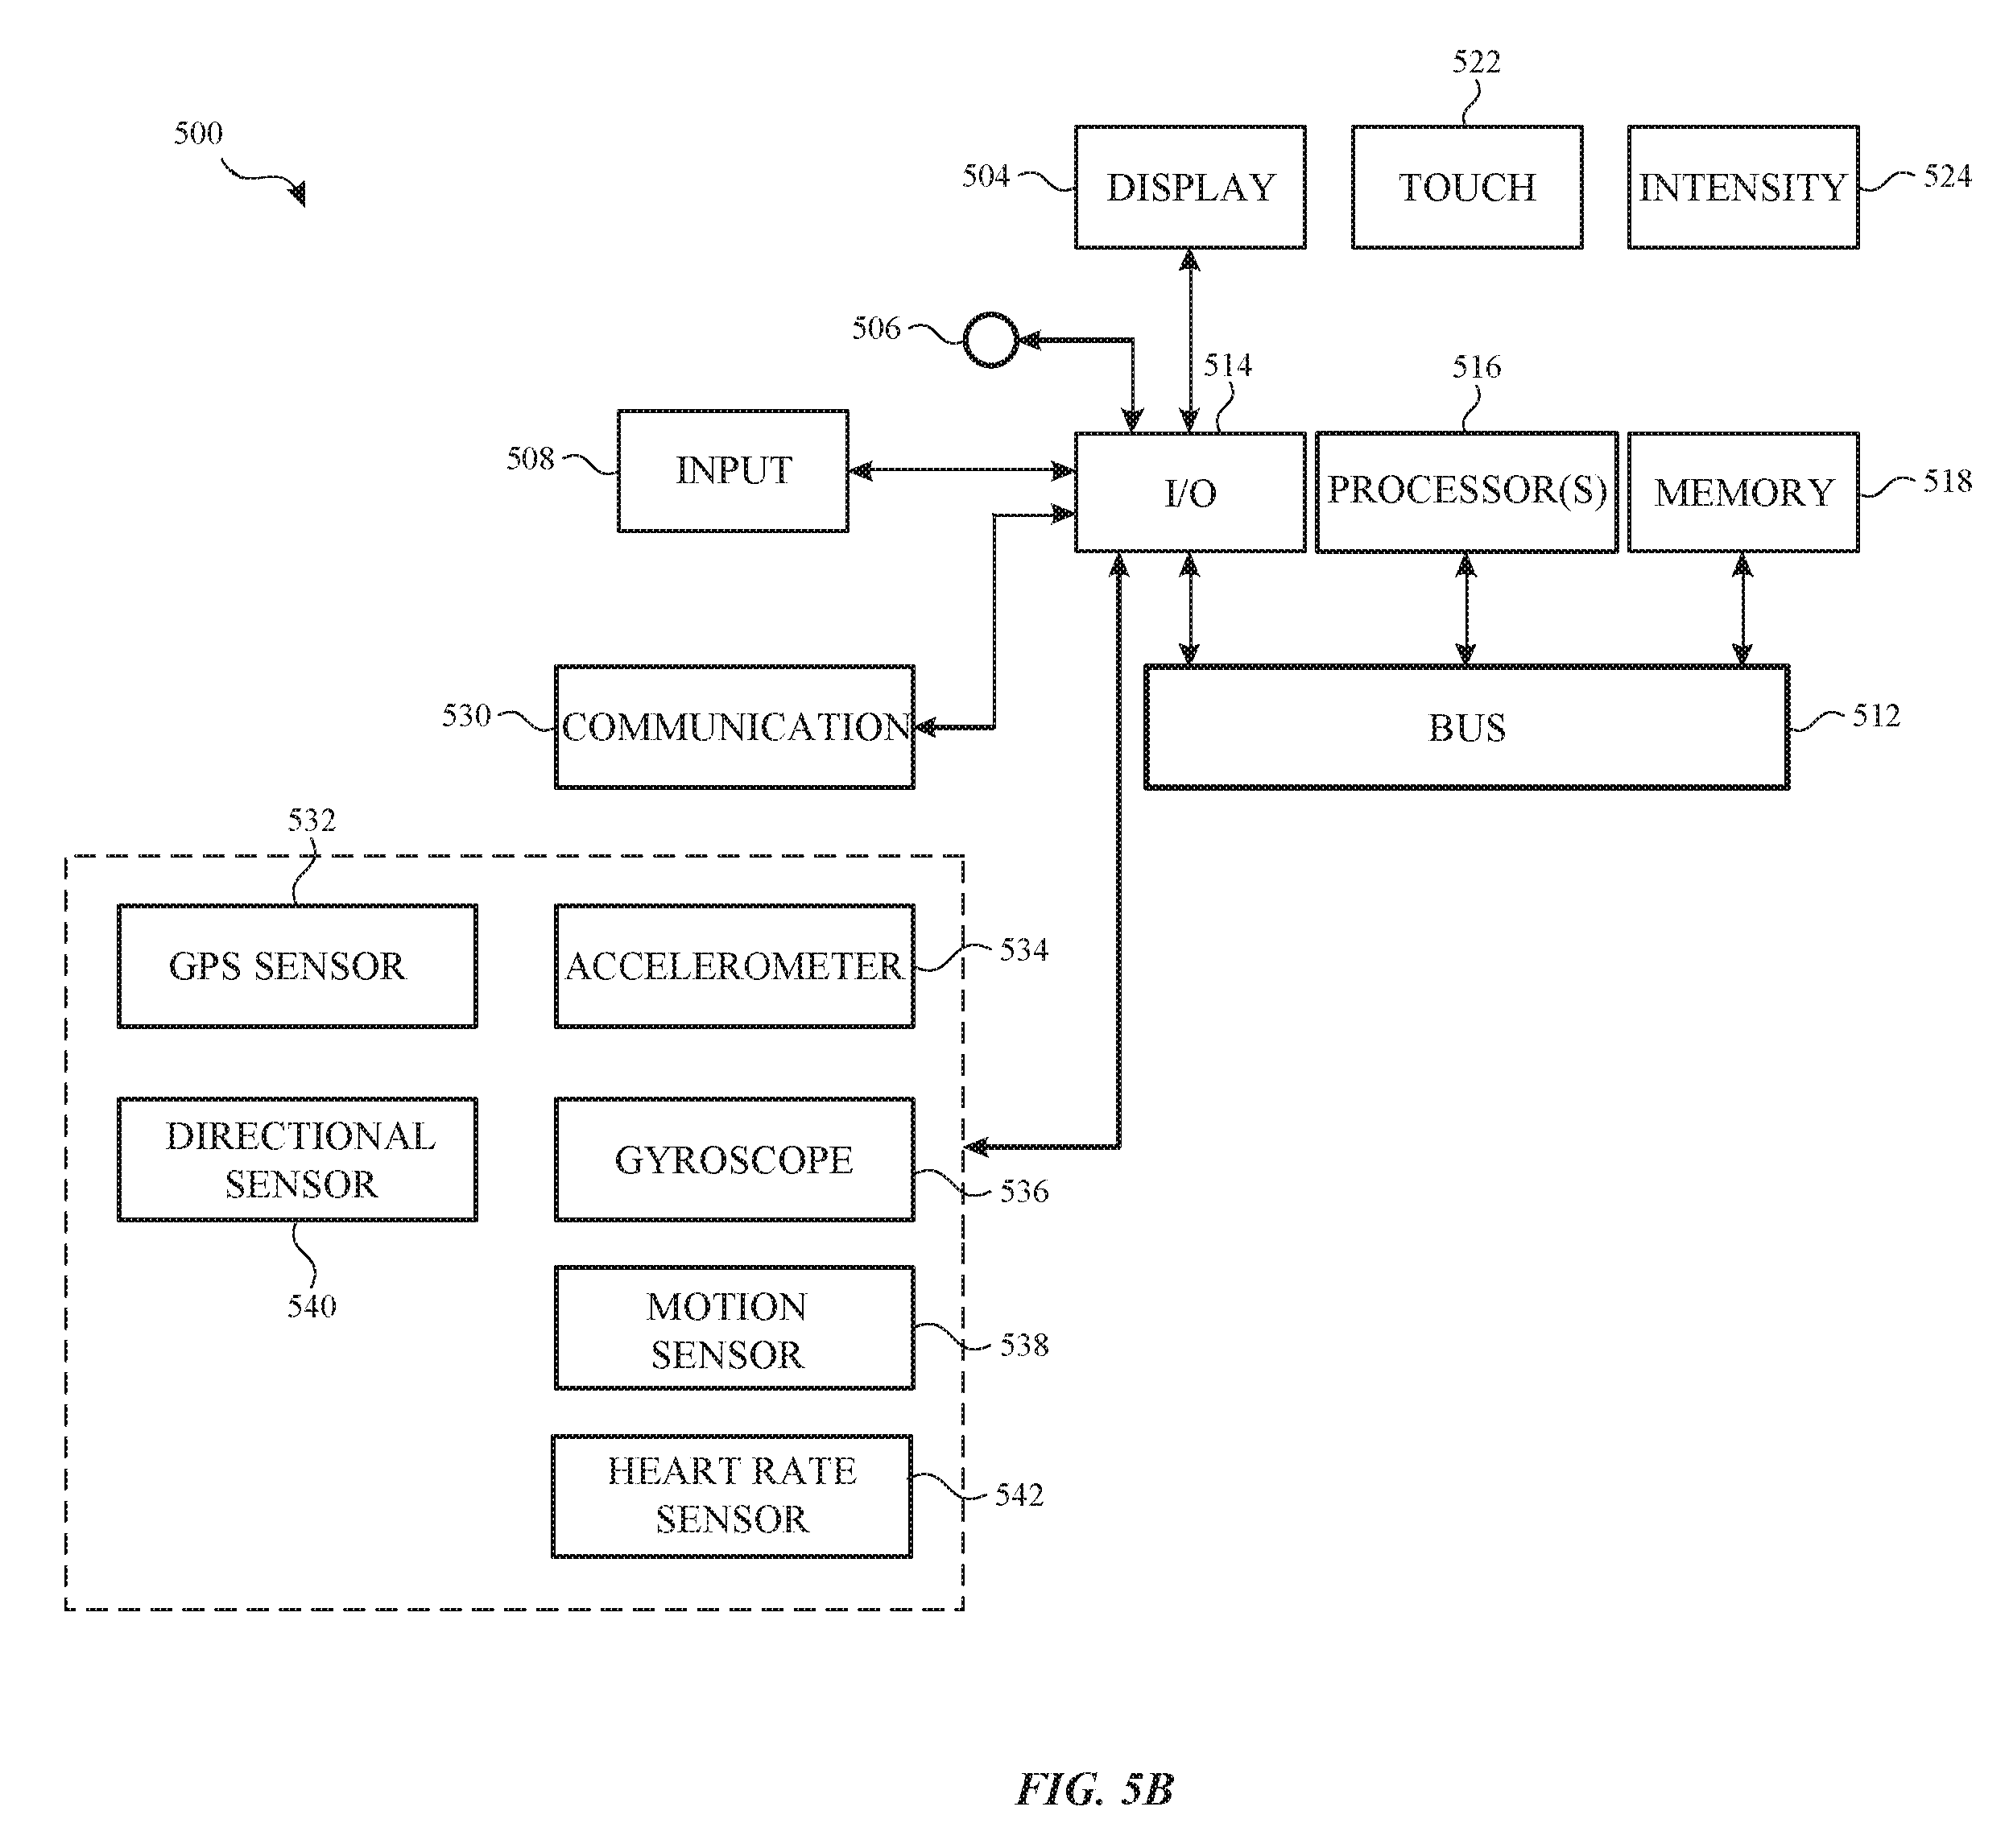 522
500
504
DISPLAY
TOUCH
INTENSITY
524
506
514
516
508
INPUT
I/O
PROCESSOR(S)
MEMORY
518
530
COMMUNICATION
BUS
512
532
GPS SENSOR
ACCELEROMETER
534
DIRECTIONAL
SENSOR
GYROSCOPE
536
540
MOTION
SENSOR
538
HEART RATE
SENSOR
542
FIG. 5B